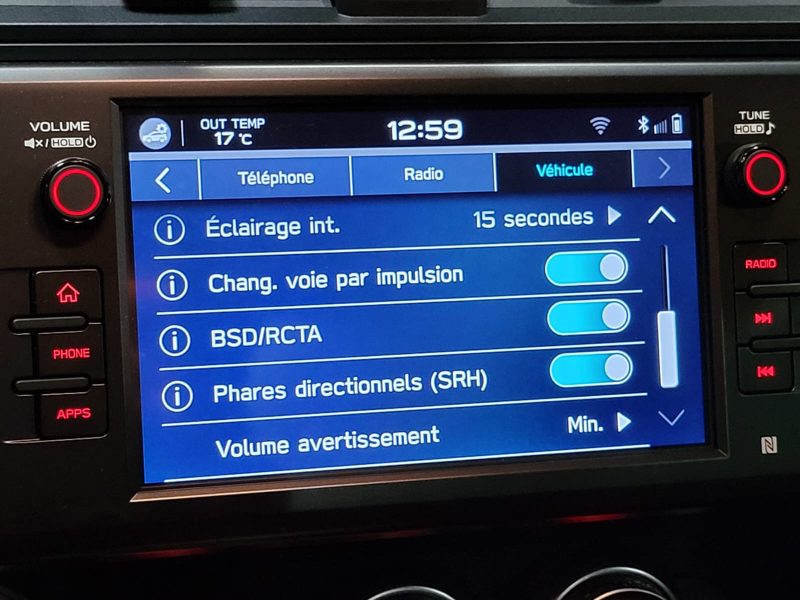 VOLUME
/HOLD
OUT TEMP
17 °C
12:59
TUNE
HOLD
Téléphone
Radio
Véhicule
Éclairage int.
15 secondes
Chang. voie par impulsion
BSD/RCTA
Phares directionnels (SRH)
Volume avertissement
Min.
PHONE
APPS
RADIO